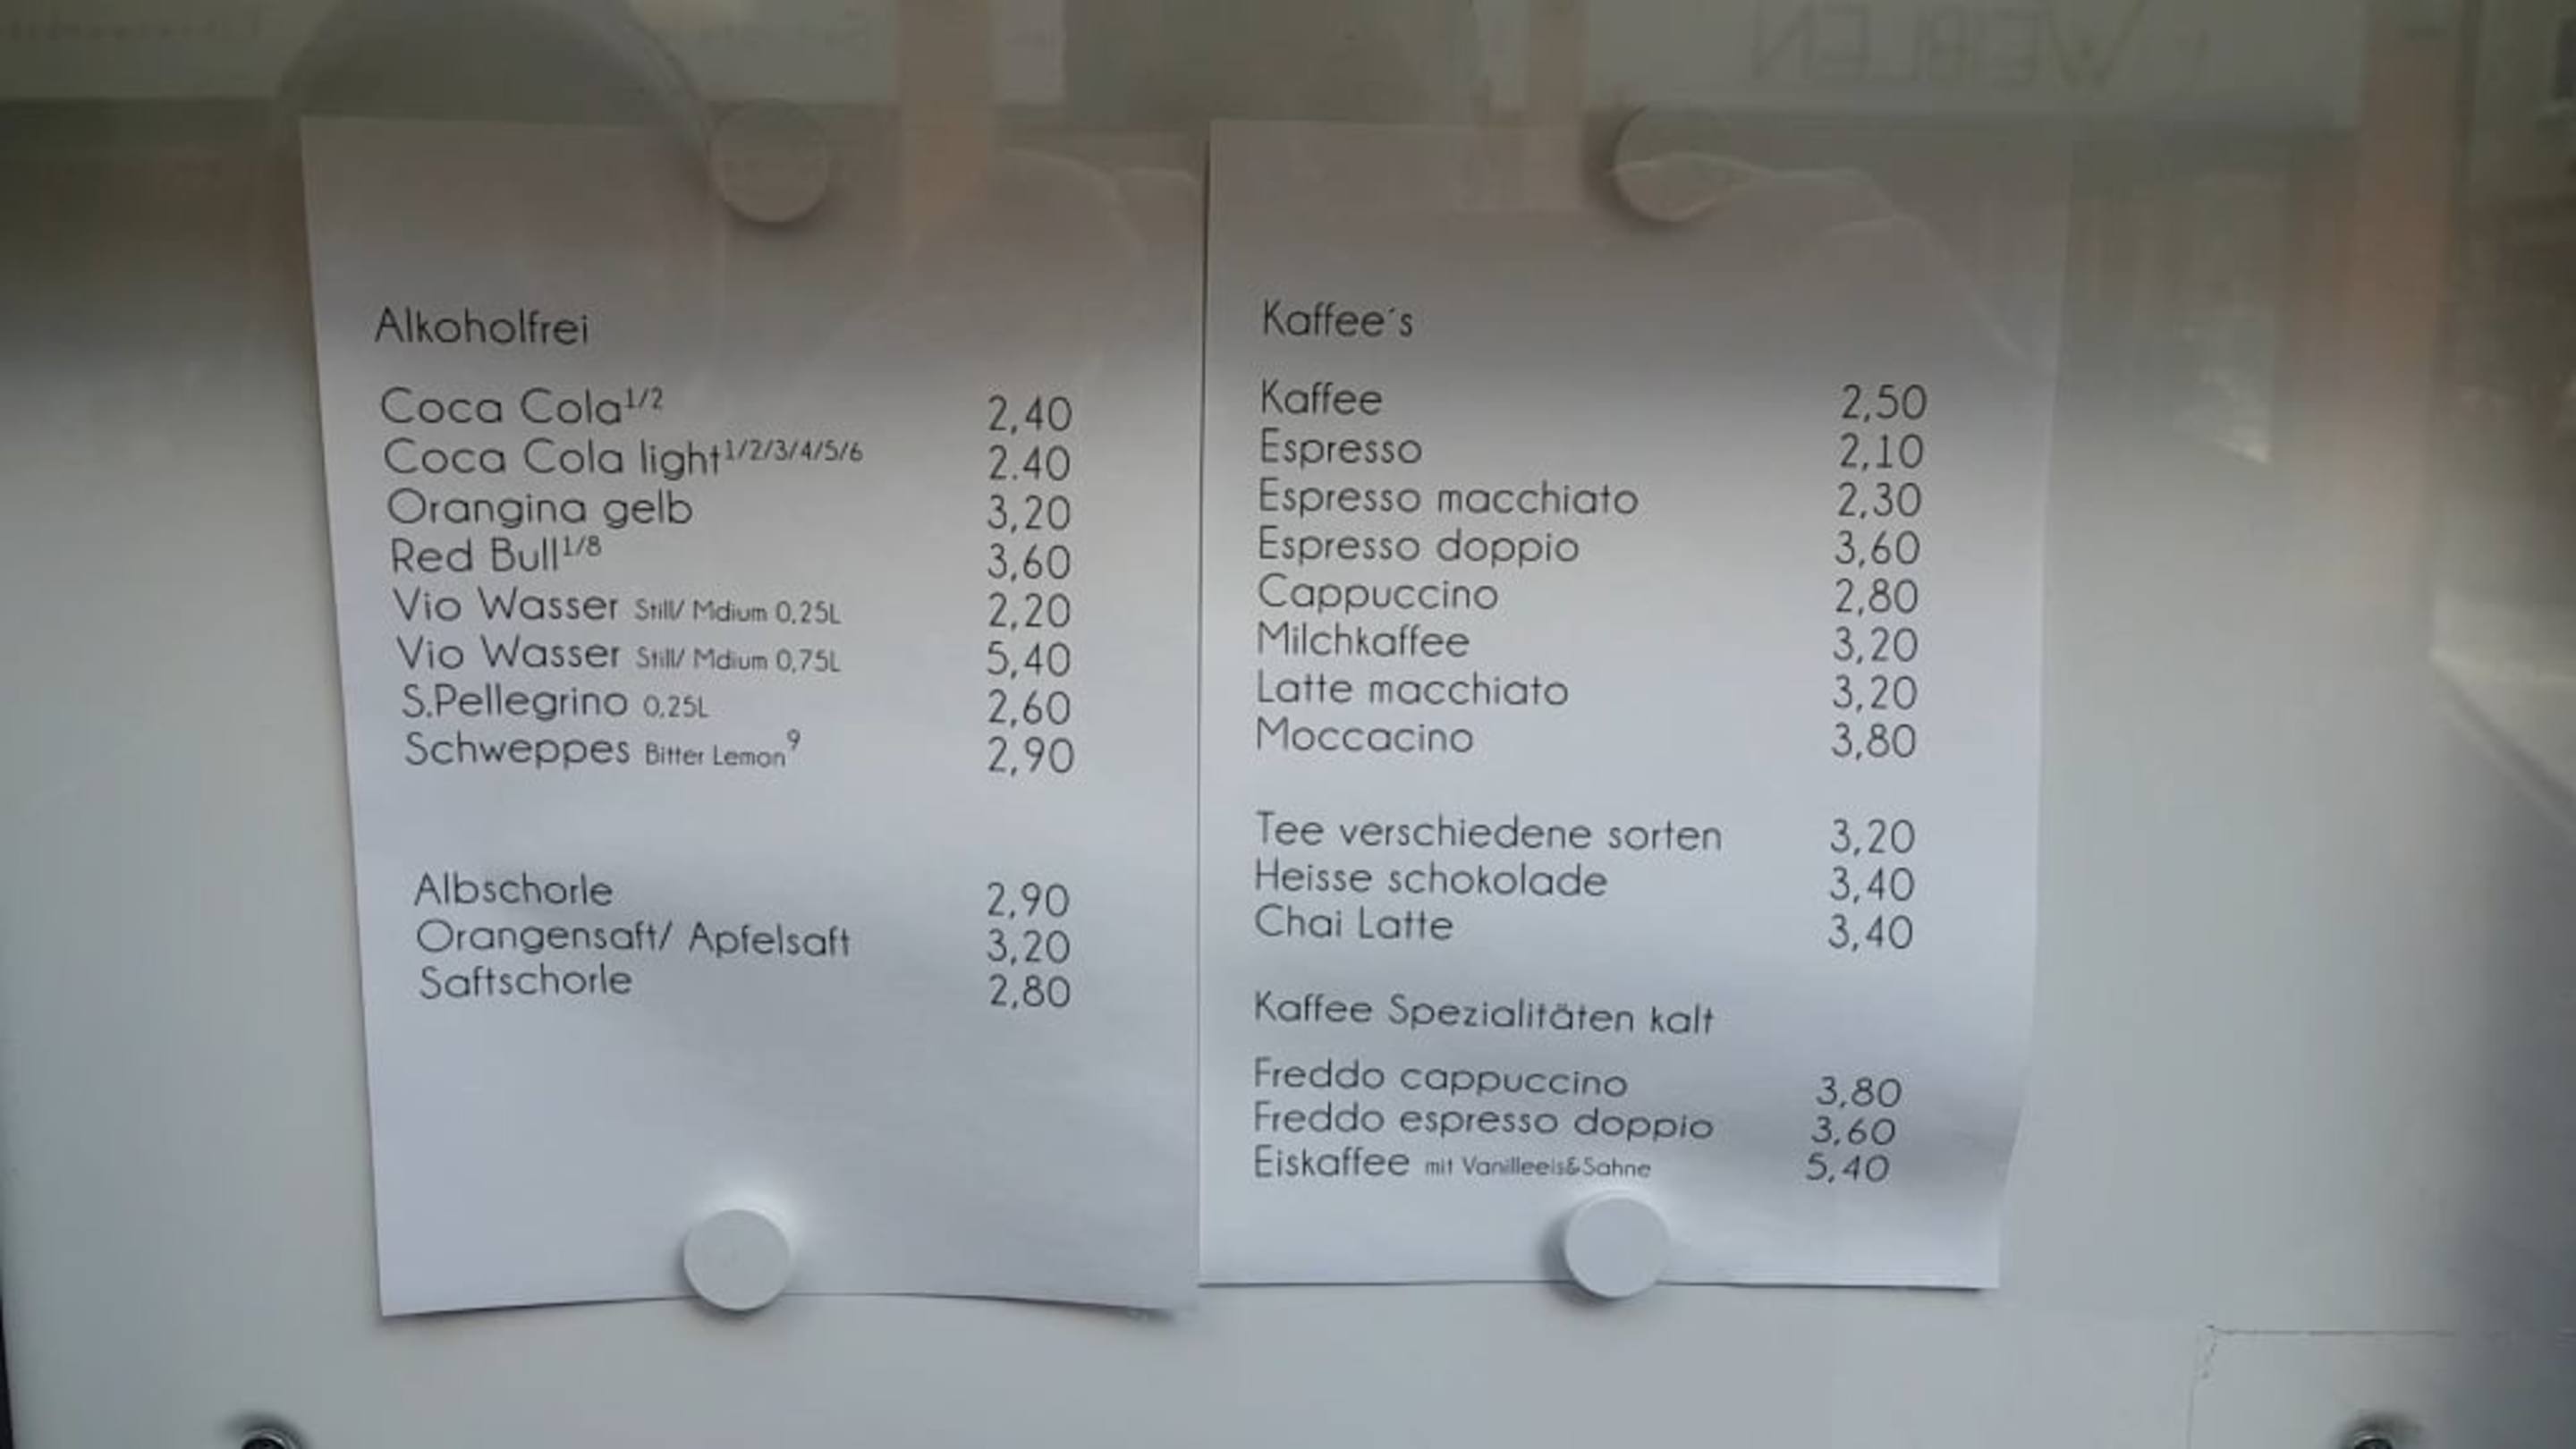 Alkoholfrei
Coca Cola1/2 2,40
Coca Cola light1/2/3/4/5/6 2.40
Orangina gelb 3,20
Red Bull1/8 3,60
Vio Wasser Still/ Mdium 0,25L 2,20
Vio Wasser Still/ Mdium 0,75L 5,40
S.Pellegrino 0,25L 2,60
Schweppes Bitter Lemon9 2,90
Albschorle 2,90
Orangensaft/ Apfelsaft 3,20
Saftschorle 2,80
Kaffee´s
Kaffee 2,50
Espresso 2,10
Espresso macchiato 2,30
Espresso doppio 3,60
Cappuccino 2,80
Milchkaffee 3,20
Latte macchiato 3,20
Moccacino 3,80
Tee verschiedene sorten 3,20
Heisse schokolade 3,40
Chai Latte 3,40
Kaffee Spezialitäten kalt
Freddo cappuccino 3,80
Freddo espresso doppio 3,60
Eiskaffee mit Vanilleeis&Sahne 5,40